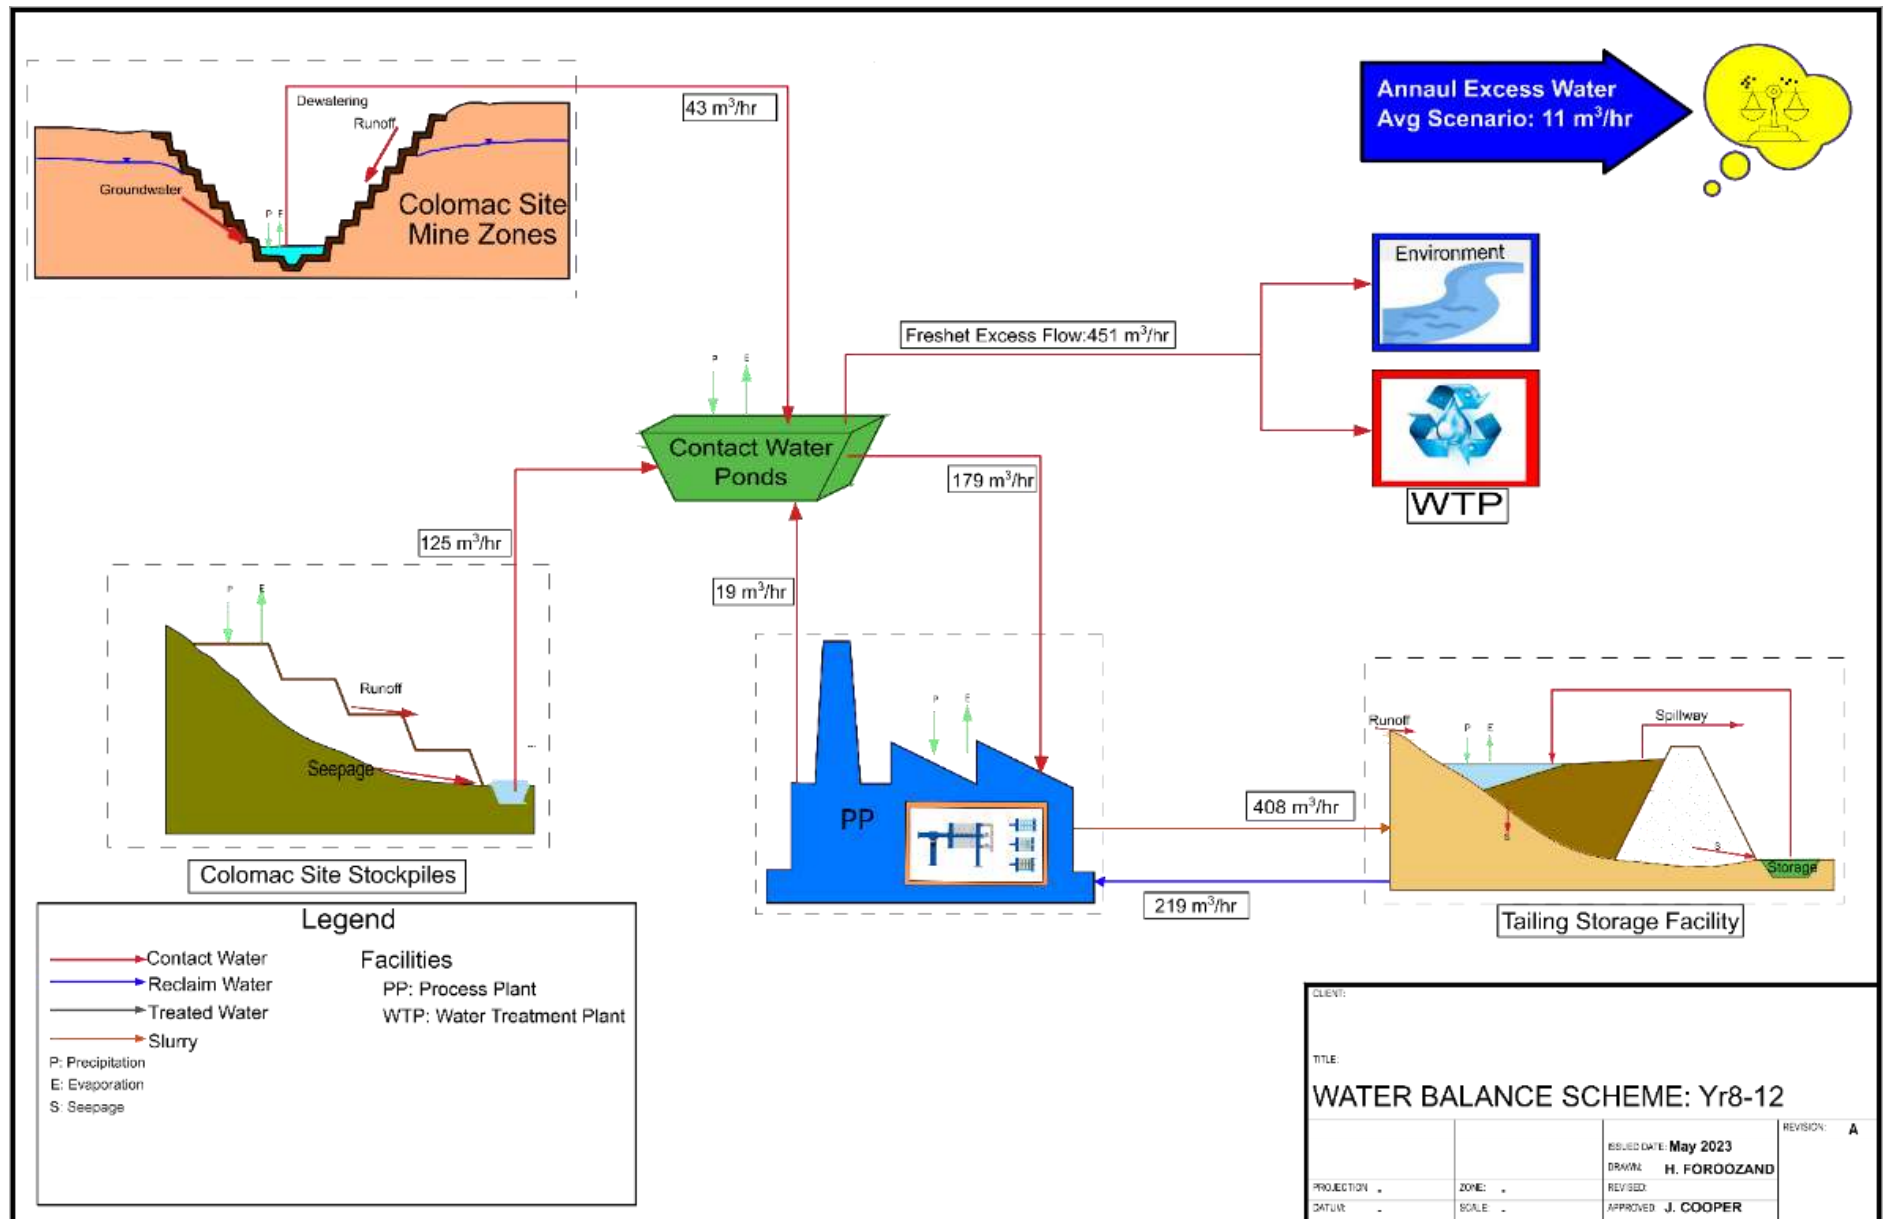 Dewatering
Runoff
Groundwater
P E
Colomac Site
Mine Zones
43 m³/hr
Annaul Excess Water
Avg Scenario: 11 m³/hr
Environment
Freshet Excess Flow:451 m³/hr
WTP
P E
Contact Water
Ponds
179 m³/hr
125 m³/hr
19 m³/hr
P E
Runoff
Seepage
Colomac Site Stockpiles
P E
PP
408 m³/hr
219 m³/hr
Runoff
P E
Spillway
S
S
Storage
Tailing Storage Facility
Legend
Contact Water
Reclaim Water
Treated Water
Slurry
P: Precipitation
E: Evaporation
S: Seepage
Facilities
PP: Process Plant
WTP: Water Treatment Plant
CLIENT:
TITLE:
WATER BALANCE SCHEME: Yr8-12
ISSUED DATE: May 2023
DRAWN: H. FOROOZAND
REVISION: A
PROJECTION -
ZONE: -
REVISED:
DATUM: -
SCALE: -
APPROVED J. COOPER